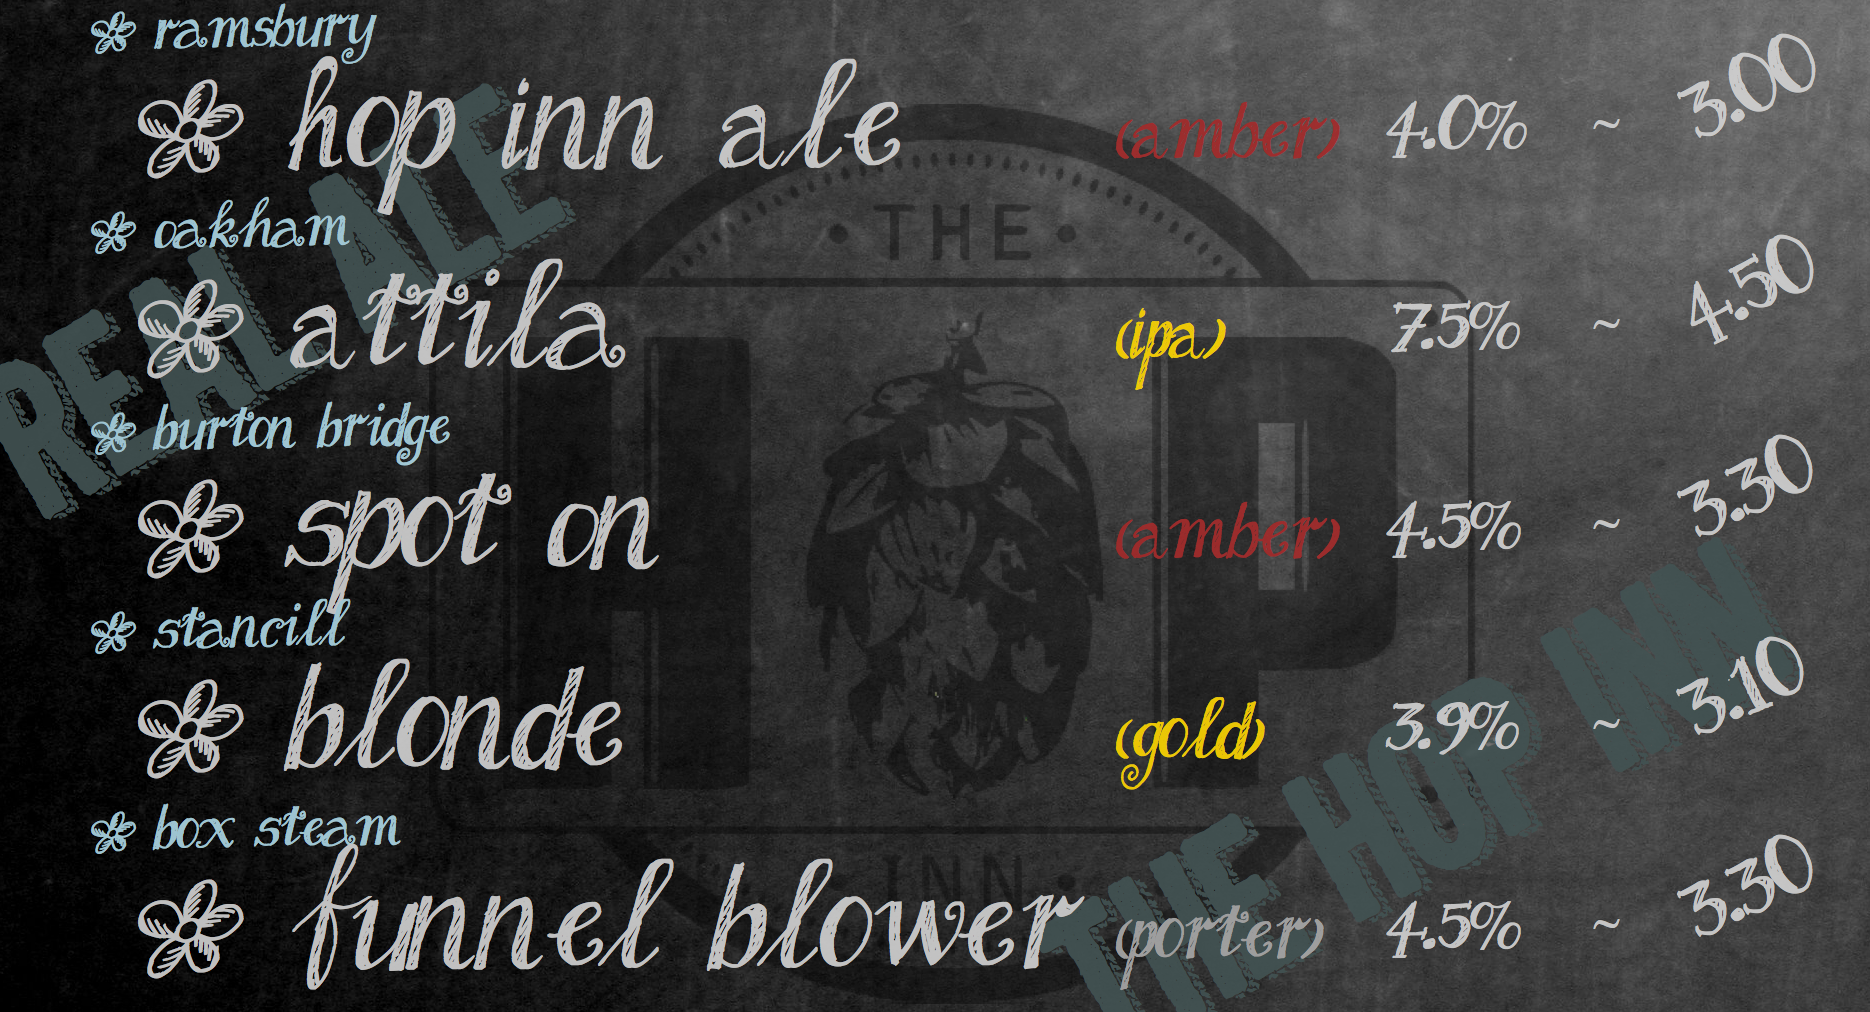 ramsbury
hop inn ale (amber) 4.0% ~ 3.00
oakham
attila (ipa) 7.5% ~ 4.50
burton bridge
spot on (amber) 4.5% ~ 3.30
stancill
blonde (gold) 3.9% ~ 3.10
box steam
funnel blower (porter) 4.5% ~ 3.30
REAL ALE
THE HOP INN
· THE ·
HOP
· INN ·